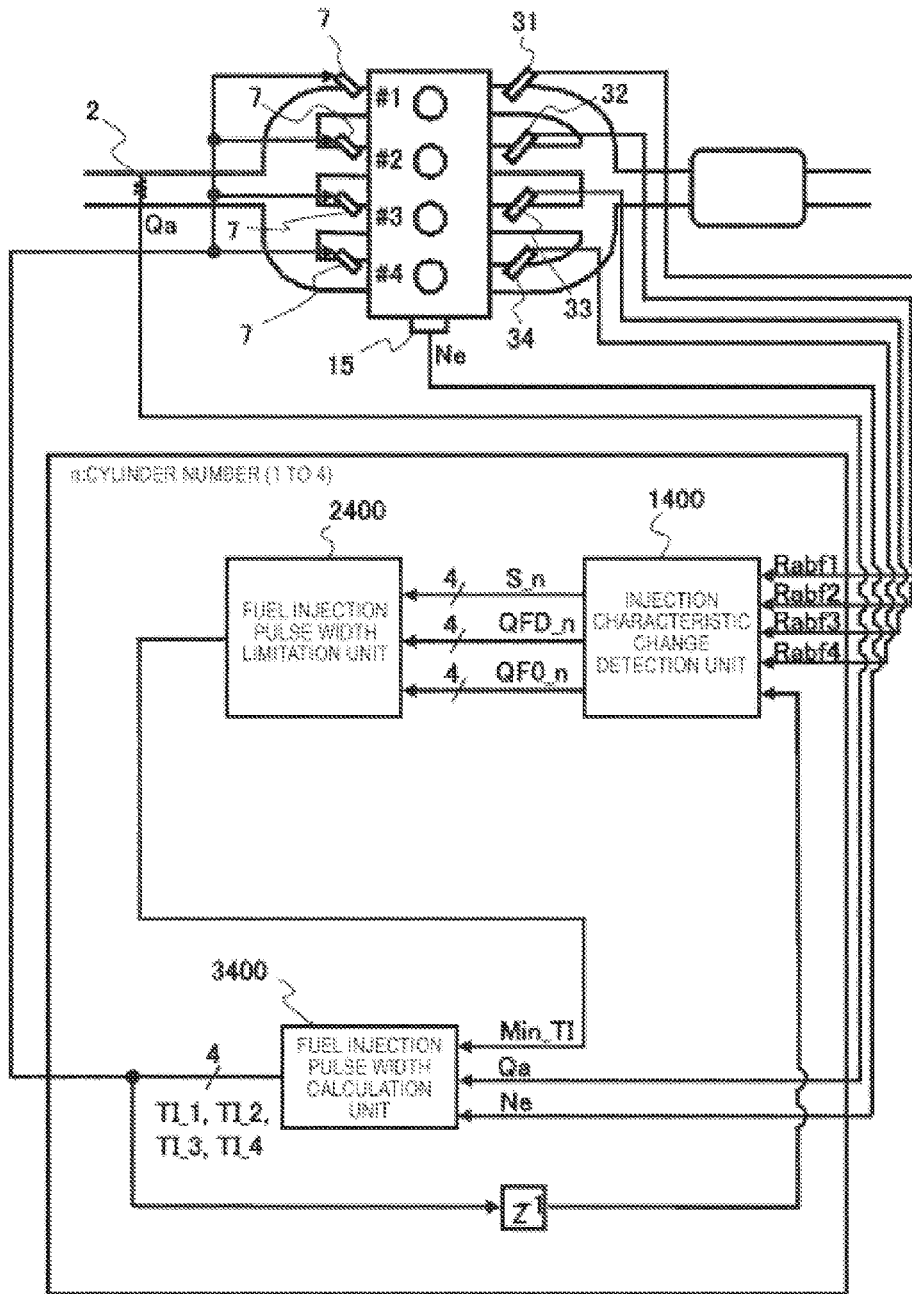 7
31
#1
7
32
2
#2
Qa
7
#3
#4
7
33
34
15
Ne
n:CYLINDER NUMBER (1 TO 4)
2400
1400
FUEL INJECTION
PULSE WIDTH
LIMITATION UNIT
4
S_n
4
QFD_n
4
QF0_n
INJECTION
CHARACTERISTIC
CHANGE
DETECTION UNIT
Rabf1
Rabf2
Rabf3
Rabf4
3400
FUEL INJECTION
PULSE WIDTH
CALCULATION
UNIT
Min_TI
Qa
Ne
4
TI_1, TI_2,
TI_3, TI_4
Z⁻¹